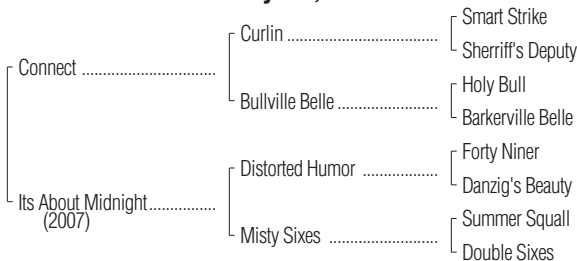 Connect
Its About Midnight
(2007)
Curlin
Bullville Belle
Distorted Humor
Misty Sixes
Smart Strike
Sherriff's Deputy
Holy Bull
Barkerville Belle
Forty Niner
Danzig's Beauty
Summer Squall
Double Sixes